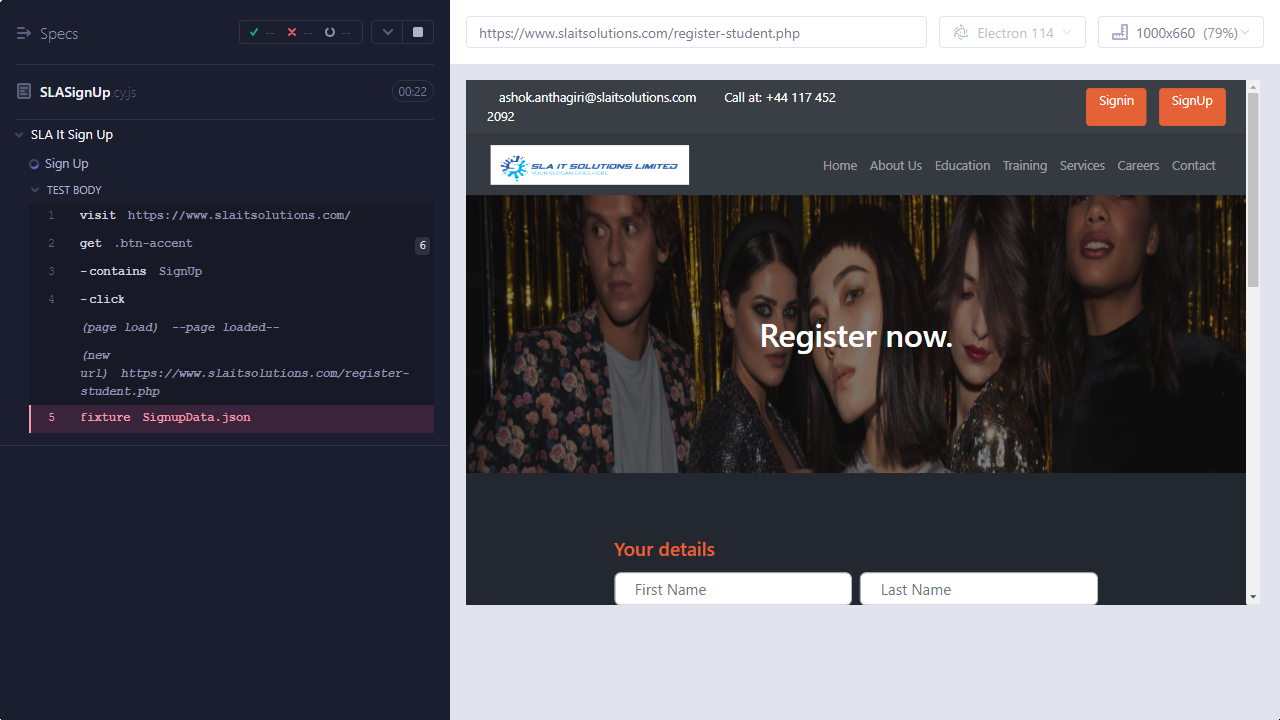 Specs
-- -- --
SLASignUp.cy.js 00:22
SLA It Sign Up
Sign Up
TEST BODY
1 visit https://www.slaitsolutions.com/
2 get .btn-accent 6
3 -contains SignUp
4 -click
(page load) --page loaded--
(new
url) https://www.slaitsolutions.com/register-
student.php
5 fixture SignupData.json
https://www.slaitsolutions.com/register-student.php
Electron 114
1000x660 (79%)
ashok.anthagiri@slaitsolutions.com Call at: +44 117 452
2092
Signin SignUp
SLA IT SOLUTIONS LIMITED
YOUR SLOGAN GOES HERE
Home About Us Education Training Services Careers Contact
Register now.
Your details
First Name Last Name